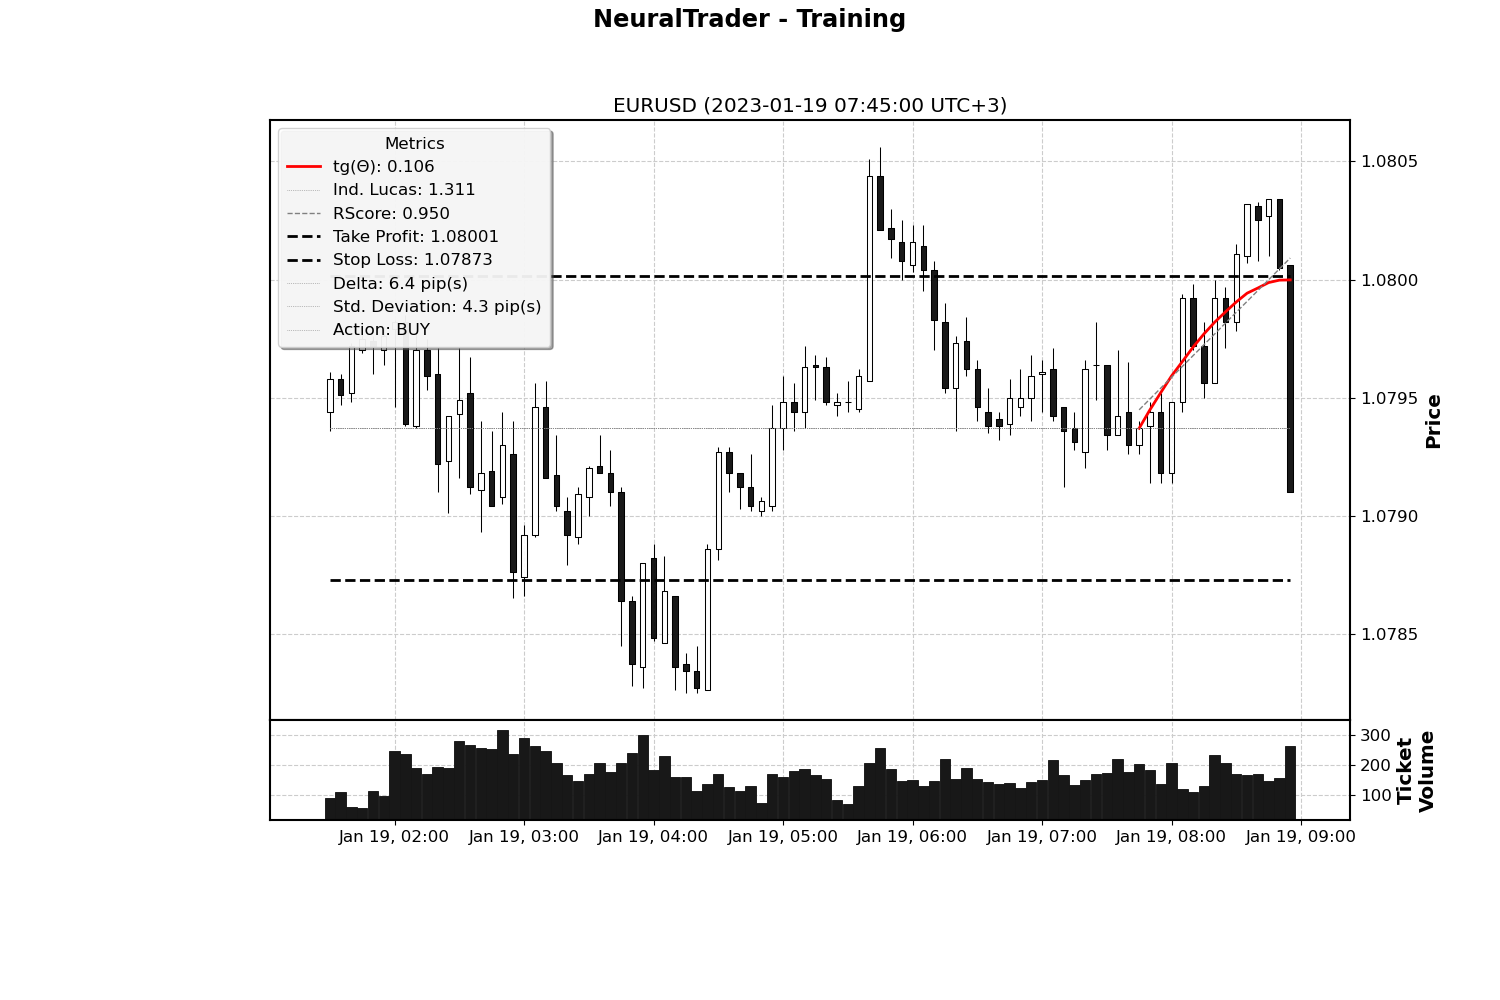 NeuralTrader - Training
EURUSD (2023-01-19 07:45:00 UTC+3)
Metrics
tg(Θ): 0.106
Ind. Lucas: 1.311
RScore: 0.950
Take Profit: 1.08001
Stop Loss: 1.07873
Delta: 6.4 pip(s)
Std. Deviation: 4.3 pip(s)
Action: BUY
1.0805
1.0800
1.0795
1.0790
1.0785
Price
300
200
100
Ticket
Volume
Jan 19, 02:00
Jan 19, 03:00
Jan 19, 04:00
Jan 19, 05:00
Jan 19, 06:00
Jan 19, 07:00
Jan 19, 08:00
Jan 19, 09:00